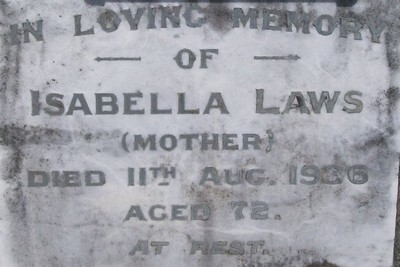 IN LOVING MEMORY
OF
ISABELLA LAWS
(MOTHER)
DIED 11TH AUG. 1936
AGED 72.
AT REST.